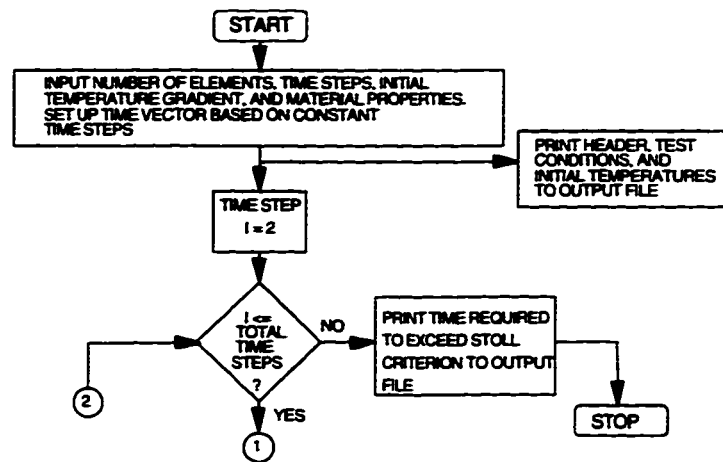 START
INPUT NUMBER OF ELEMENTS, TIME STEPS, INITIAL
TEMPERATURE GRADIENT, AND MATERIAL PROPERTIES.
SET UP TIME VECTOR BASED ON CONSTANT
TIME STEPS
PRINT HEADER, TEST
CONDITIONS, AND
INITIAL TEMPERATURES
TO OUTPUT FILE
TIME STEP
I = 2
I <=
TOTAL
TIME
STEPS
?
NO
PRINT TIME REQUIRED
TO EXCEED STOLL
CRITERION TO OUTPUT
FILE
2
YES
1
STOP